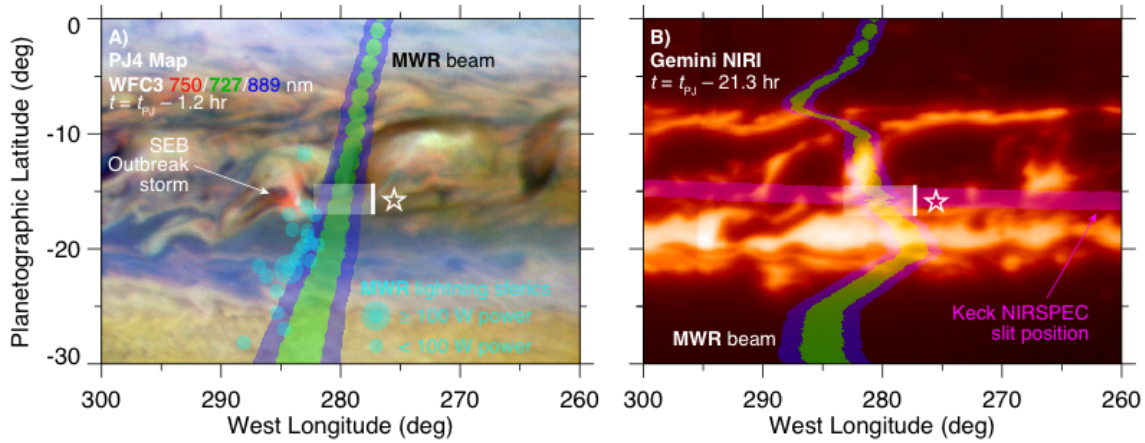 A)
PJ4 Map
WFC3 750/727/889 nm
t = tPJ – 1.2 hr
MWR beam
SEB
Outbreak
storm
MWR lightning sferics
> 100 W power
< 100 W power
0
-10
-20
-30
Planetographic Latitude (deg)
300 290 280 270 260
West Longitude (deg)
B)
Gemini NIRI
t = tPJ – 21.3 hr
Keck NIRSPEC
slit position
MWR beam
300 290 280 270 260
West Longitude (deg)